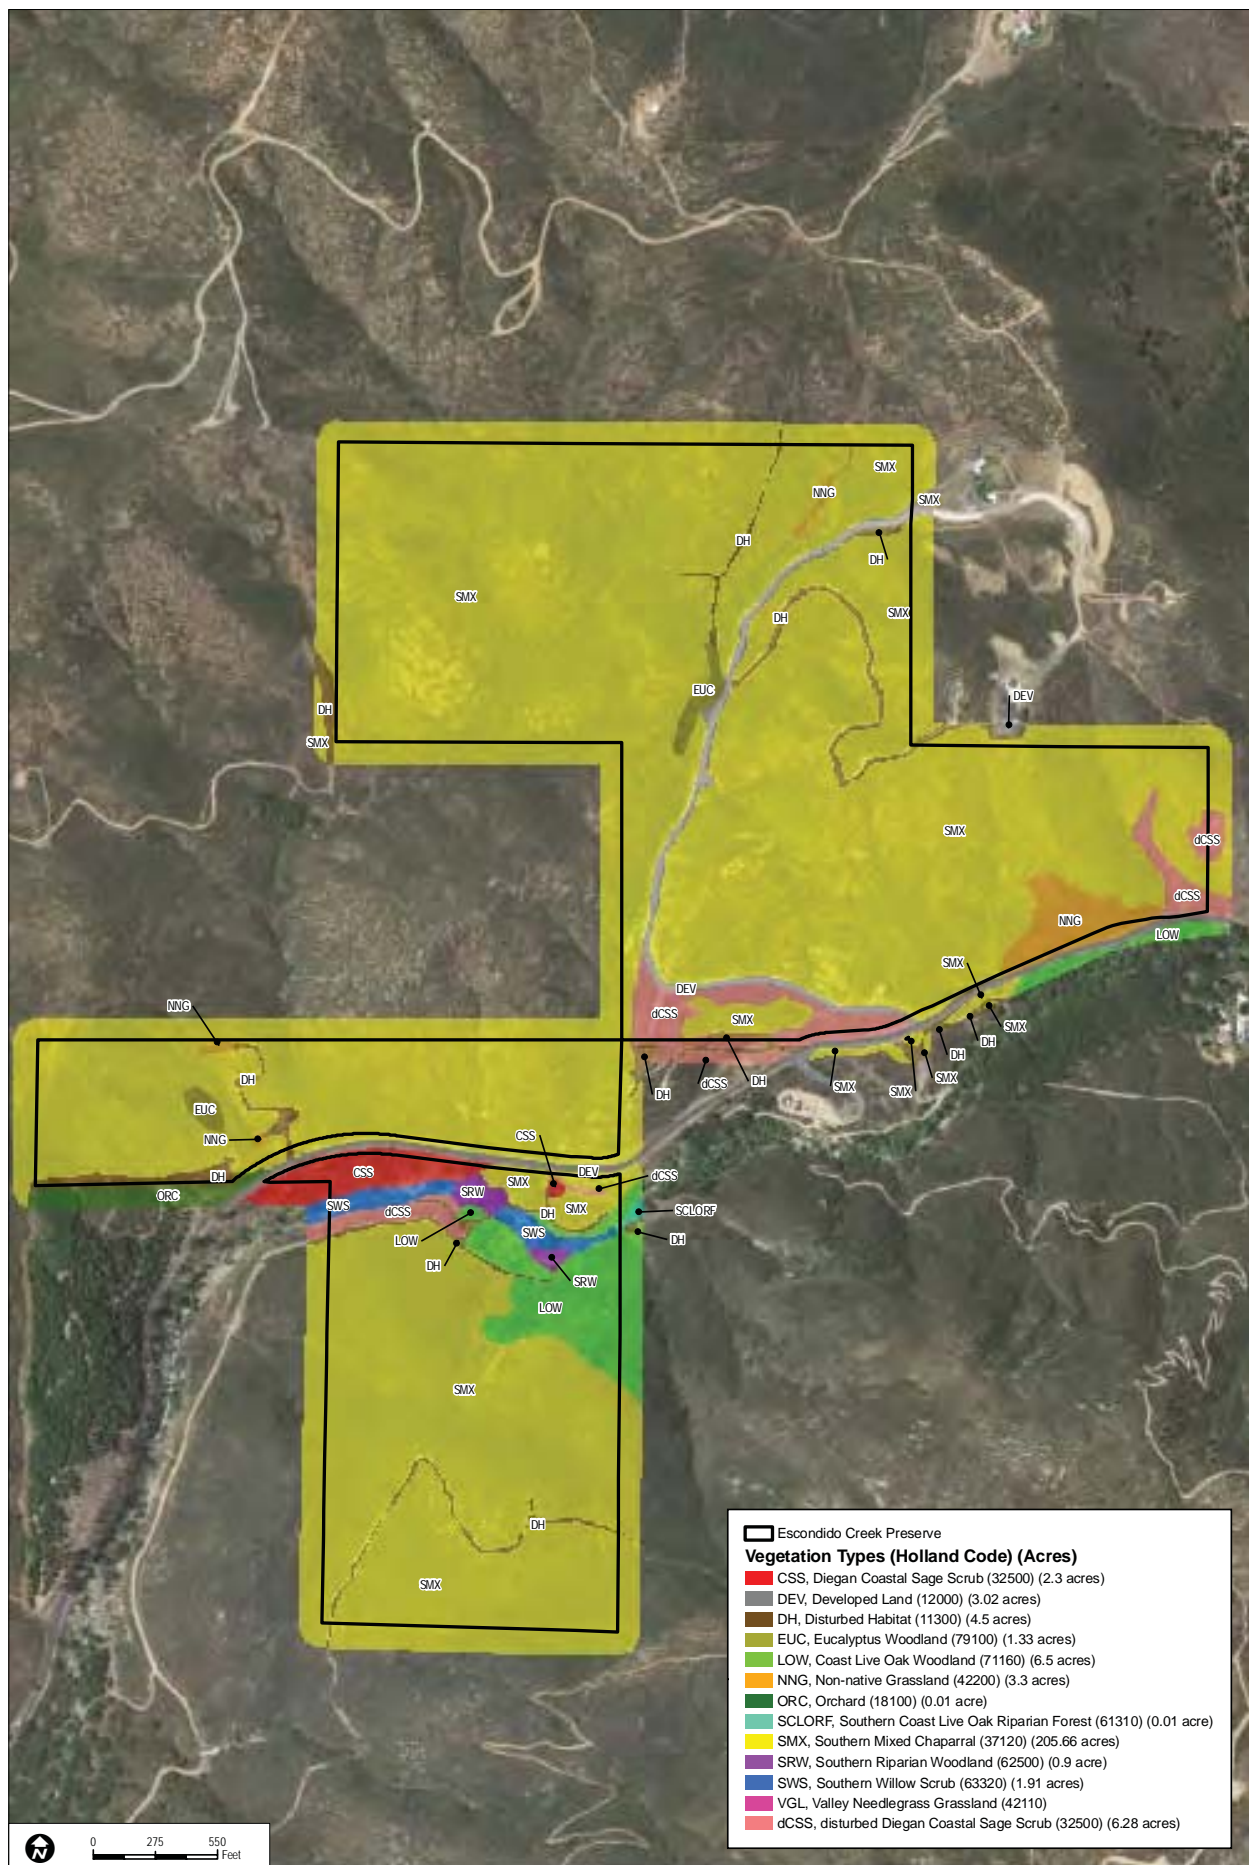 SMX
NNG
SMX
DH
DH
SMX
DH
SMX
EUC
DH
DEV
SMX
SMX
dCSS
dCSS
NNG
LOW
SMX
DEV
NNG
dCSS
SMX
SMX
DH
DH
DH
EUC
SMX
SMX
SMX
DH
dCSS
DH
NNG
CSS
DEV
CSS
DH
dCSS
ORC
SRW
SMX
SWS
dCSS
DH
SMX
SCLORF
LOW
SWS
DH
DH
SRW
LOW
SMX
DH
SMX
Escondido Creek Preserve
Vegetation Types (Holland Code) (Acres)
CSS, Diegan Coastal Sage Scrub (32500) (2.3 acres)
DEV, Developed Land (12000) (3.02 acres)
DH, Disturbed Habitat (11300) (4.5 acres)
EUC, Eucalyptus Woodland (79100) (1.33 acres)
LOW, Coast Live Oak Woodland (71160) (6.5 acres)
NNG, Non-native Grassland (42200) (3.3 acres)
ORC, Orchard (18100) (0.01 acre)
SCLORF, Southern Coast Live Oak Riparian Forest (61310) (0.01 acre)
SMX, Southern Mixed Chaparral (37120) (205.66 acres)
SRW, Southern Riparian Woodland (62500) (0.9 acre)
SWS, Southern Willow Scrub (63320) (1.91 acres)
VGL, Valley Needlegrass Grassland (42110)
dCSS, disturbed Diegan Coastal Sage Scrub (32500) (6.28 acres)
0 275 550
Feet